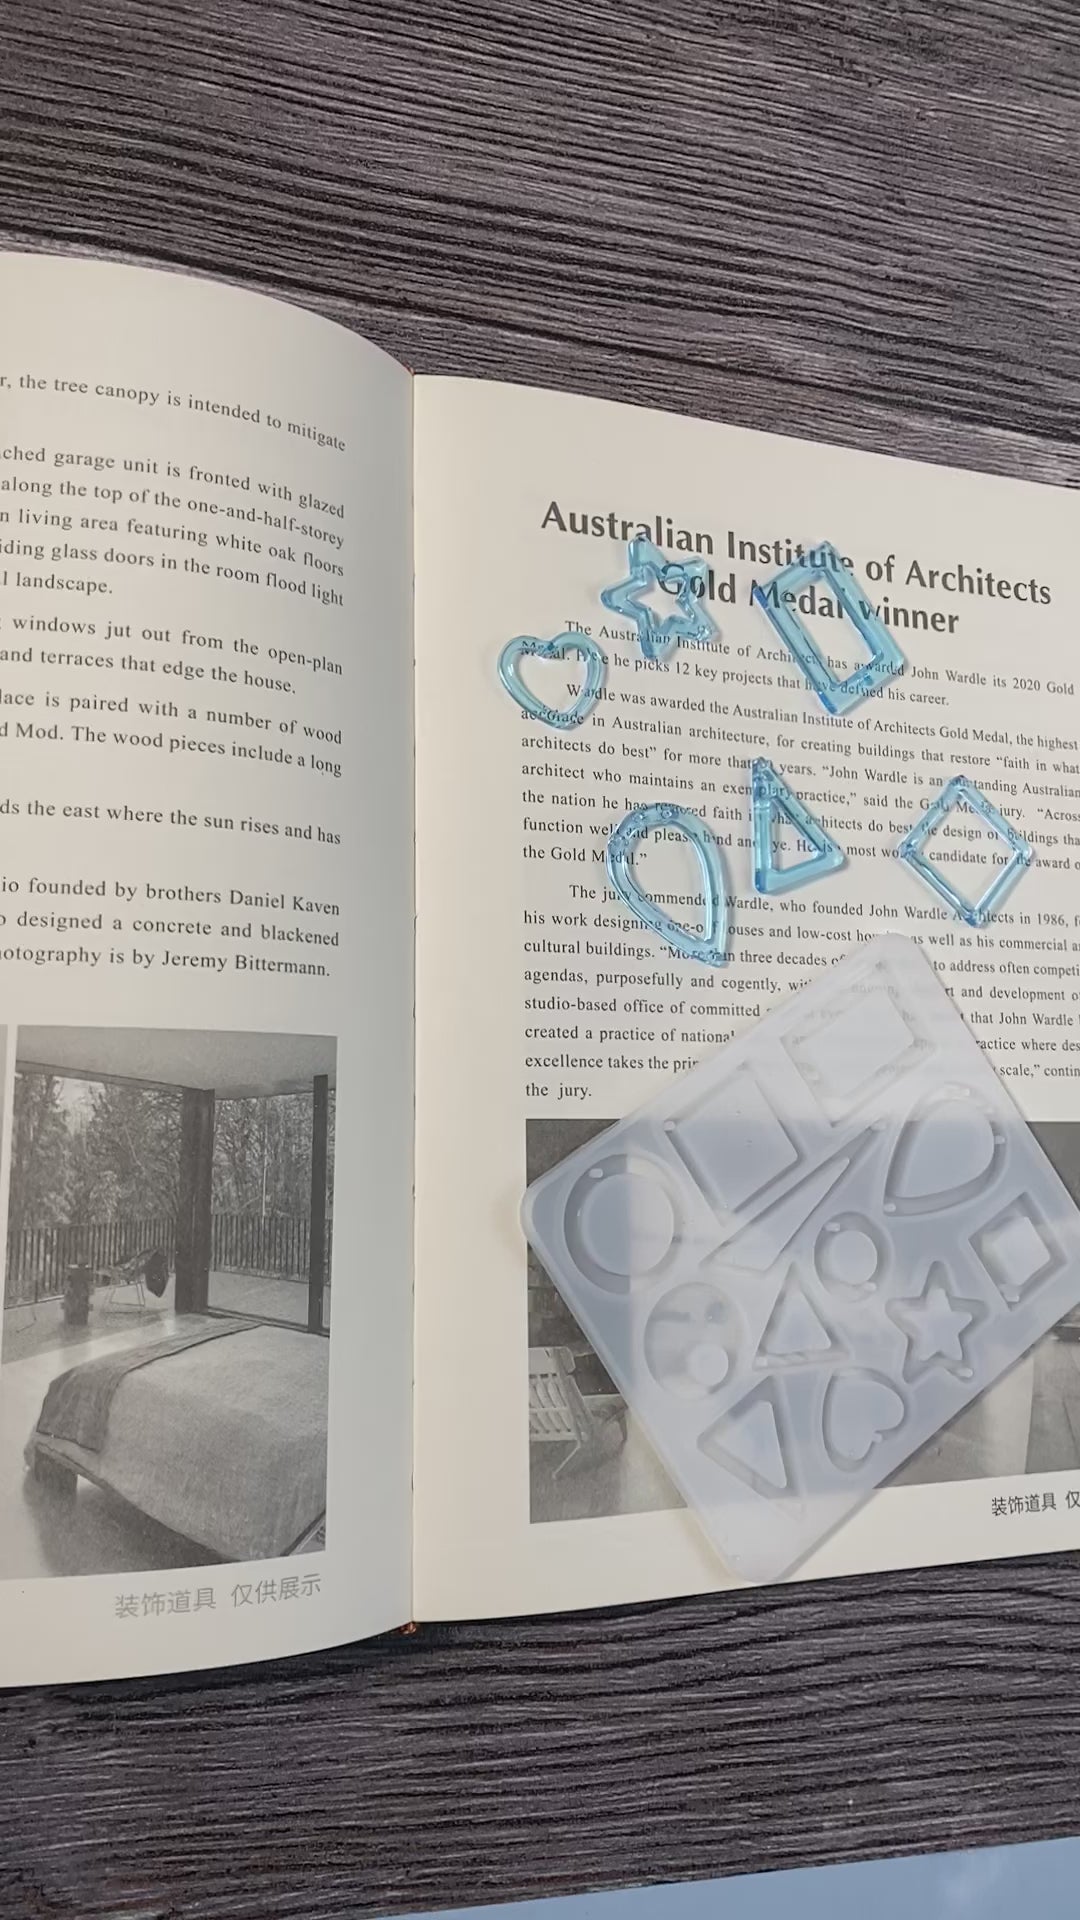 r, the tree canopy is intended to mitigate
ched garage unit is fronted with glazed
along the top of the one-and-half-storey
n living area featuring white oak floors
iding glass doors in the room flood light
l landscape.
windows jut out from the open-plan
and terraces that edge the house.
lace is paired with a number of wood
d Mod. The wood pieces include a long
ds the east where the sun rises and has
io founded by brothers Daniel Kaven
o designed a concrete and blackened
hotography is by Jeremy Bittermann.
装饰道具 仅供展示
Australian Institute of Architects
Gold Medal winner
The Australian Institute of Architects has awarded John Wardle its 2020 Gold
Medal. Here he picks 12 key projects that have defined his career.
Wardle was awarded the Australian Institute of Architects Gold Medal, the highest
accolade in Australian architecture, for creating buildings that restore “faith in what
architects do best” for more that years. “John Wardle is an outstanding Australian
architect who maintains an exemplary practice,” said the Gold Medal jury. “Across
the nation he has restored faith in what architects do best the design of buildings tha
function well and please hand and eye. He is most worthy candidate for the award o
the Gold Medal.”
The jury commended Wardle, who founded John Wardle Architects in 1986, f
his work designing one-off houses and low-cost housing as well as his commercial a
cultural buildings. “More than three decades of to address often competi
agendas, purposefully and cogently, with and development o
studio-based office of committed that John Wardle
created a practice of national practice where des
excellence takes the scale,” contin
the jury.
装饰道具 仅